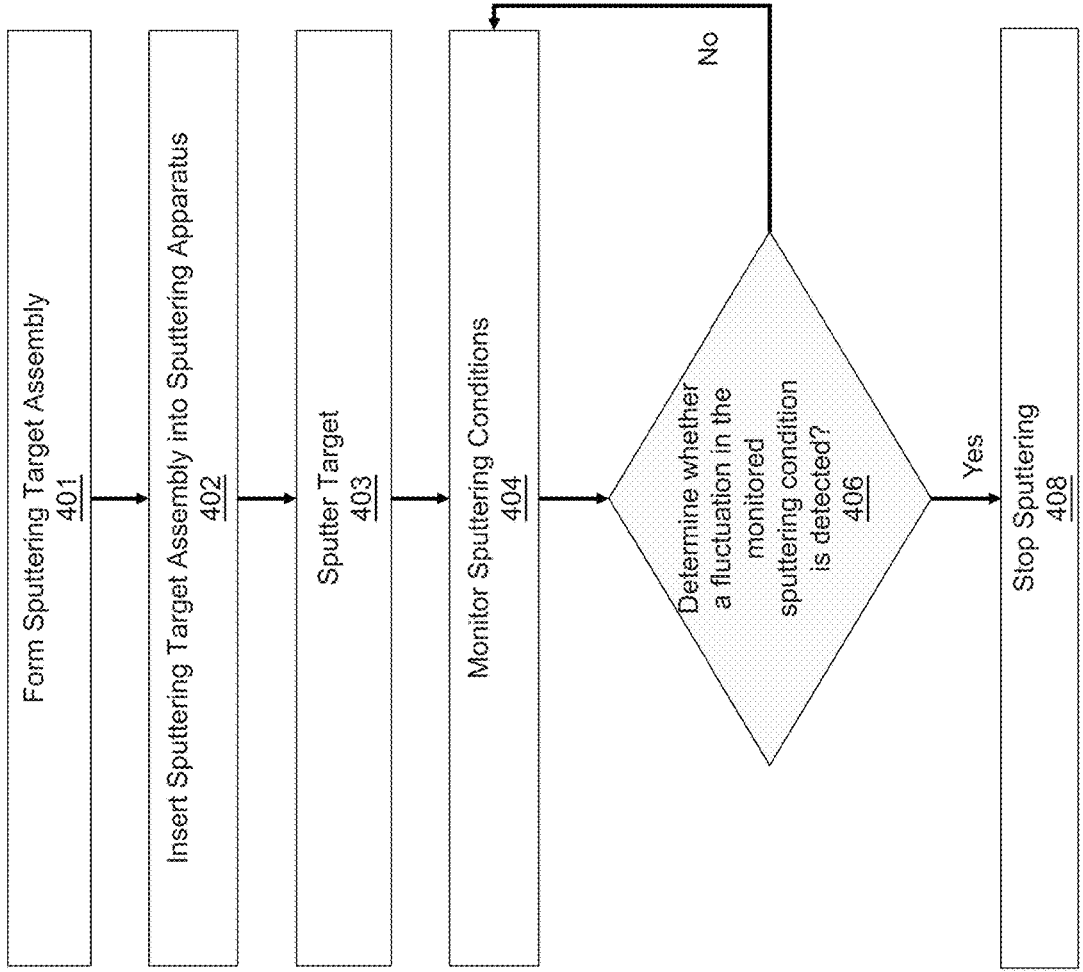 Form Sputtering Target Assembly
401
Insert Sputtering Target Assembly into Sputtering Apparatus
402
Sputter Target
403
Monitor Sputtering Conditions
404
Determine whether
a fluctuation in the
monitored
sputtering condition
is detected?
406
No
Yes
Stop Sputtering
408